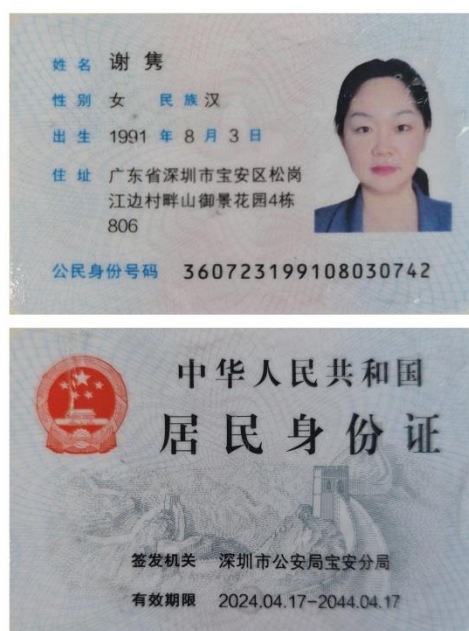 姓名 谢隽
性别 女 民族 汉
出生 1991 年 8 月 3 日
住址 广东省深圳市宝安区松岗
江边村畔山御景花园4栋
806
公民身份号码 360723199108030742
中华人民共和国
居民身份证
签发机关 深圳市公安局宝安分局
有效期限 2024.04.17-2044.04.17